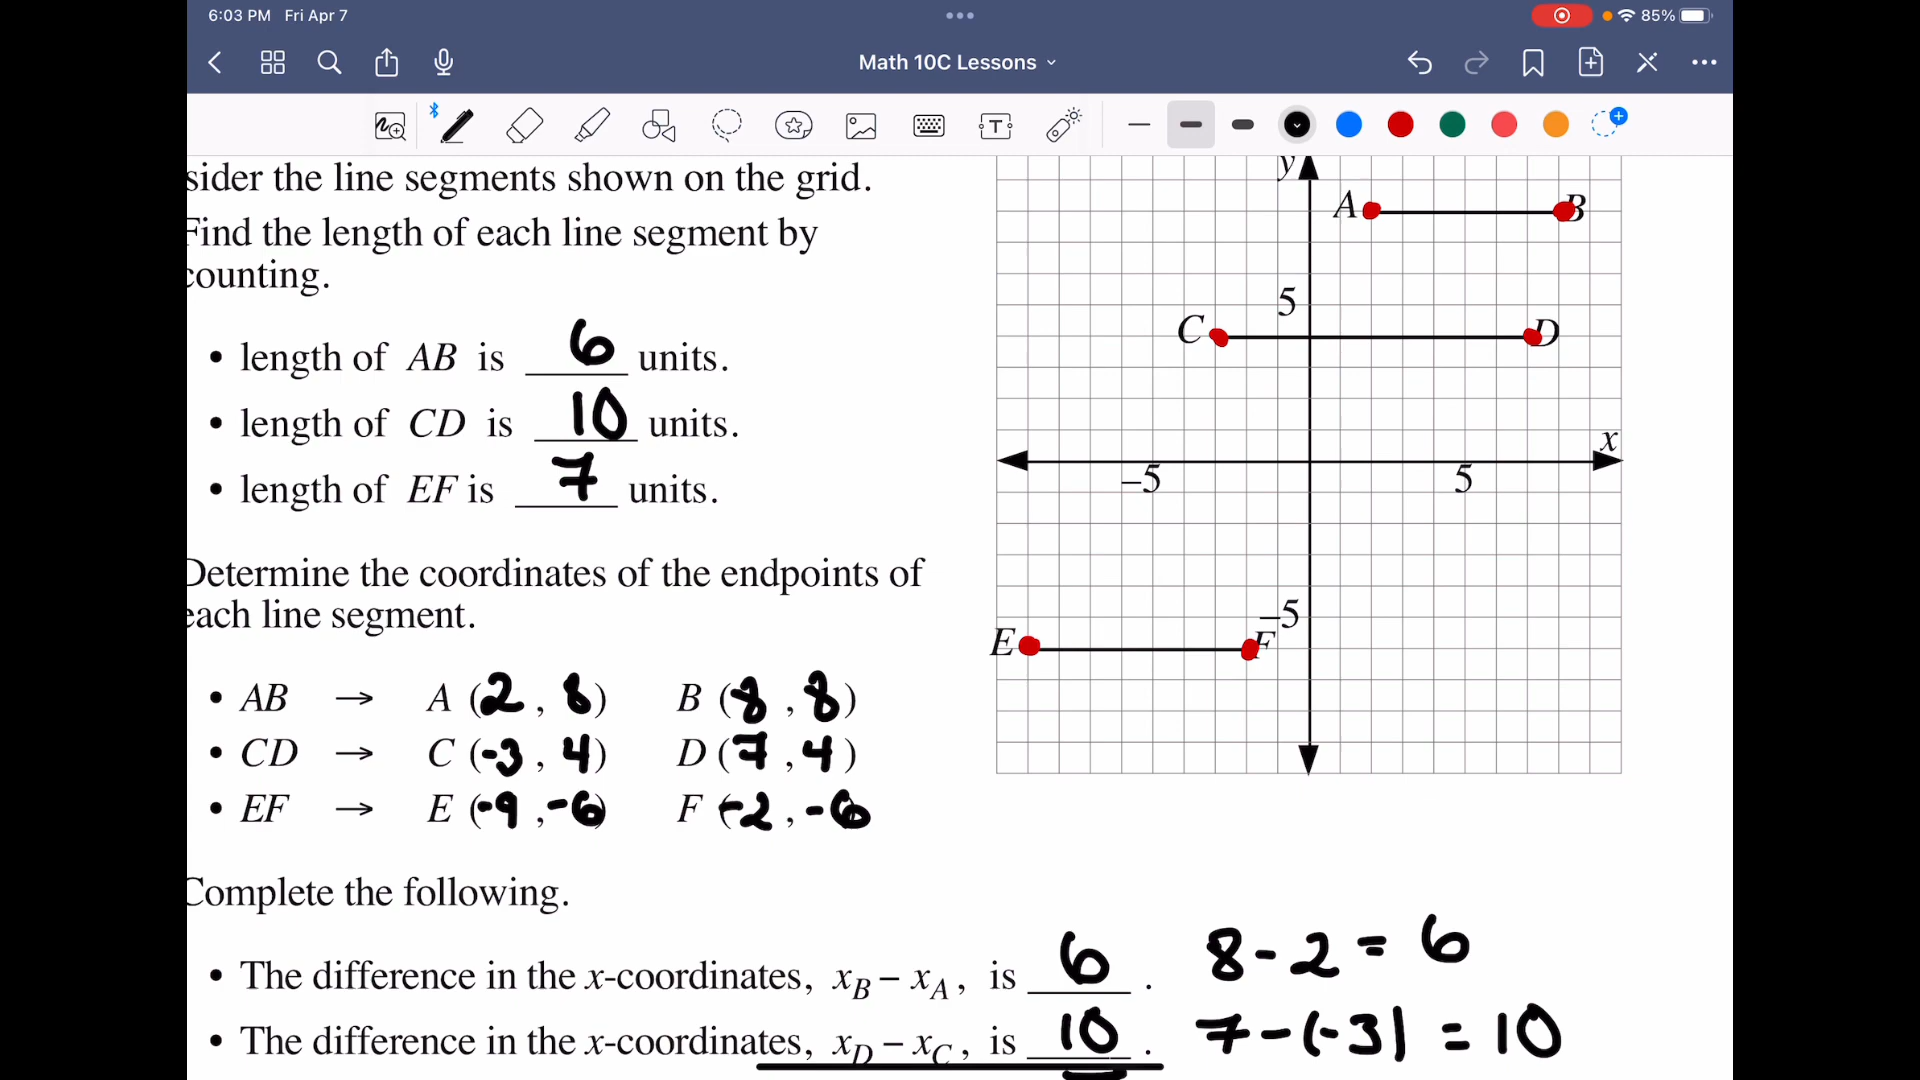 6:03 PM Fri Apr 7
85%
Math 10C Lessons
sider the line segments shown on the grid.
Find the length of each line segment by
counting.
• length of AB is 6 units.
• length of CD is 10 units.
• length of EF is 7 units.
Determine the coordinates of the endpoints of
each line segment.
• AB → A (2, 8) B (8, 8)
• CD → C (-3, 4) D (7, 4)
• EF → E (-9, -6) F (-2, -6)
Complete the following.
• The difference in the x-coordinates, x_B – x_A, is 6. 8 - 2 = 6
• The difference in the x-coordinates, x_D – x_C, is 10. 7 - (-3) = 10
y
A B
5
C D
x
–5 5
–5
E F
T